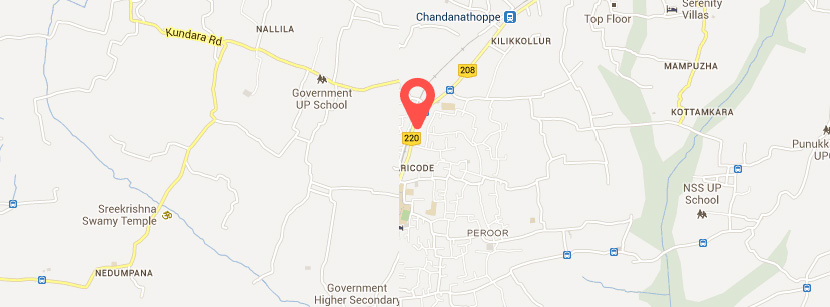 Chandanathoppe
Serenity
Villas
Top Floor
NALLILA
Kundara Rd
KILIKKOLLUR
208
MAMPUZHA
Government
UP School
KOTTAMKARA
220
Punukk
UP
RICODE
NSS UP
School
Sreekrishna
Swamy Temple
PEROOR
NEDUMPANA
Government
Higher Secondary